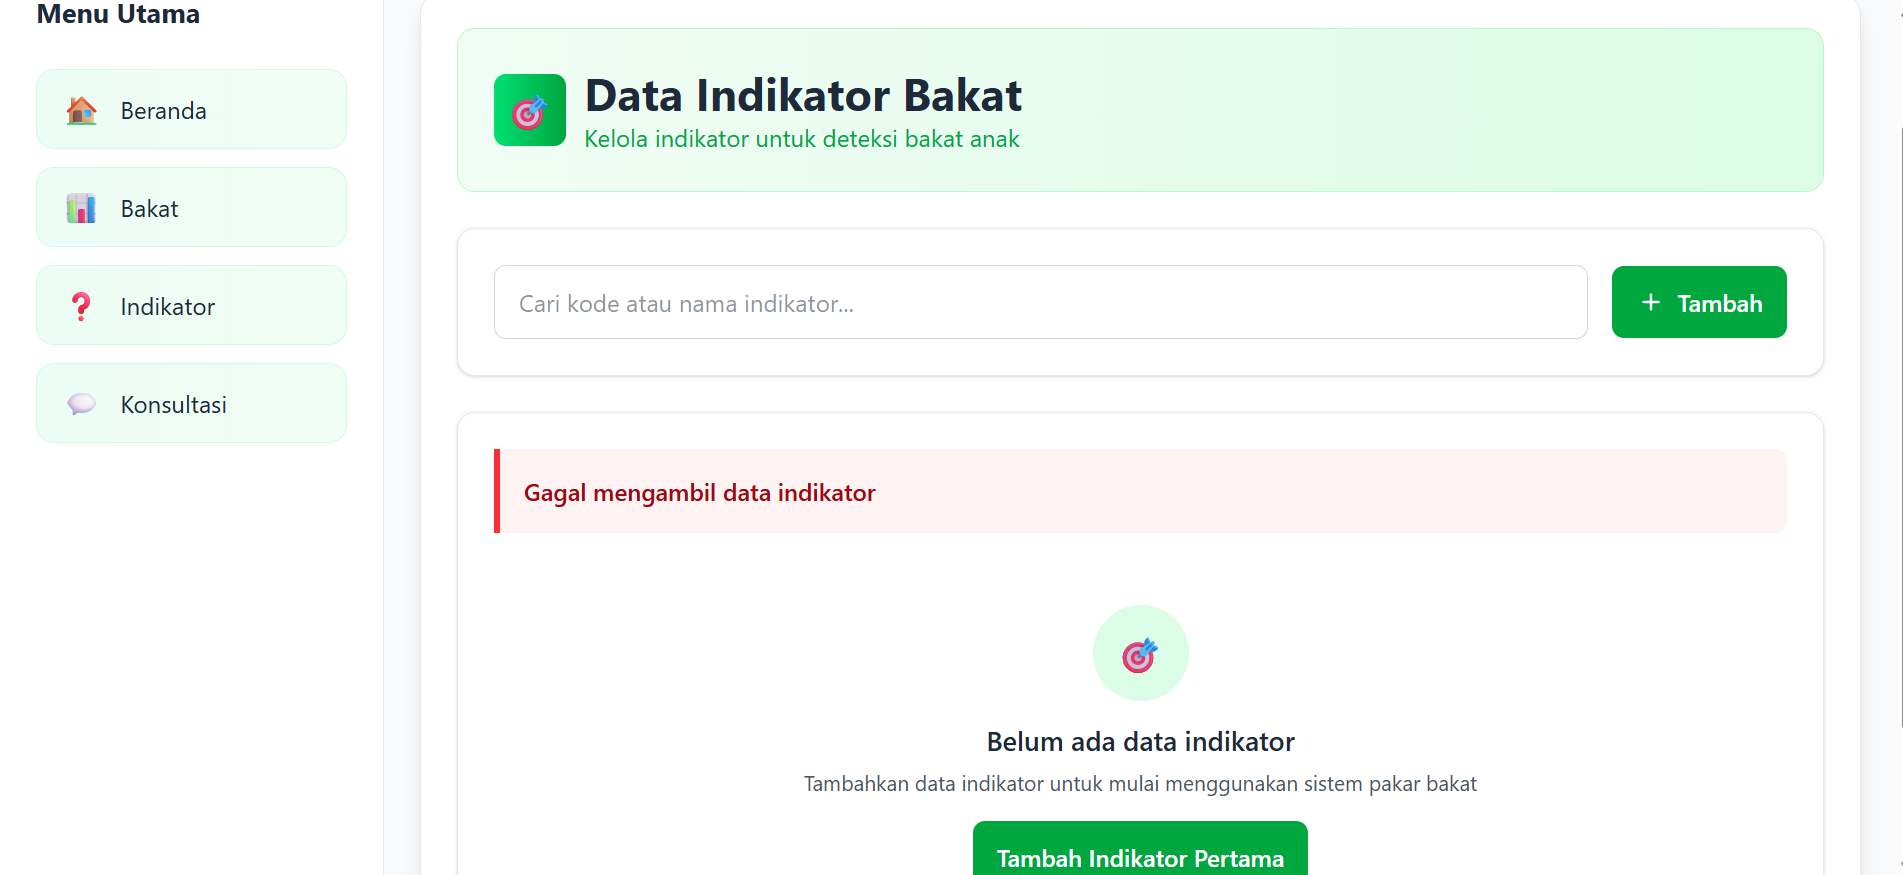 Menu Utama
Beranda
Bakat
Indikator
Konsultasi
Data Indikator Bakat
Kelola indikator untuk deteksi bakat anak
Cari kode atau nama indikator...
+ Tambah
Gagal mengambil data indikator
Belum ada data indikator
Tambahkan data indikator untuk mulai menggunakan sistem pakar bakat
Tambah Indikator Pertama